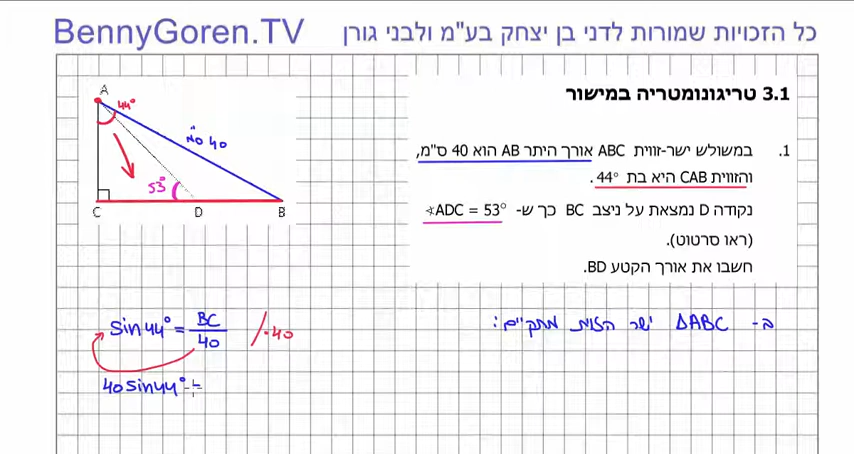 BennyGoren.TV כל הזכויות שמורות לדני בן יצחק בע"מ ולבני גורן
3.1 טריגונומטריה במישור
1. במשולש ישר-זווית ABC אורך היתר AB הוא 40 ס"מ,
והזווית CAB היא בת 44°.
נקודה D נמצאת על ניצב BC כך ש- ∢ADC = 53°
(ראו סרטוט).
חשבו את אורך הקטע BD.
A
44°
40 ס"מ
53°
C D B
ב- ΔABC ישר הזוית מתקיים:
Sin44° = BC/40 /·40
40Sin44° =